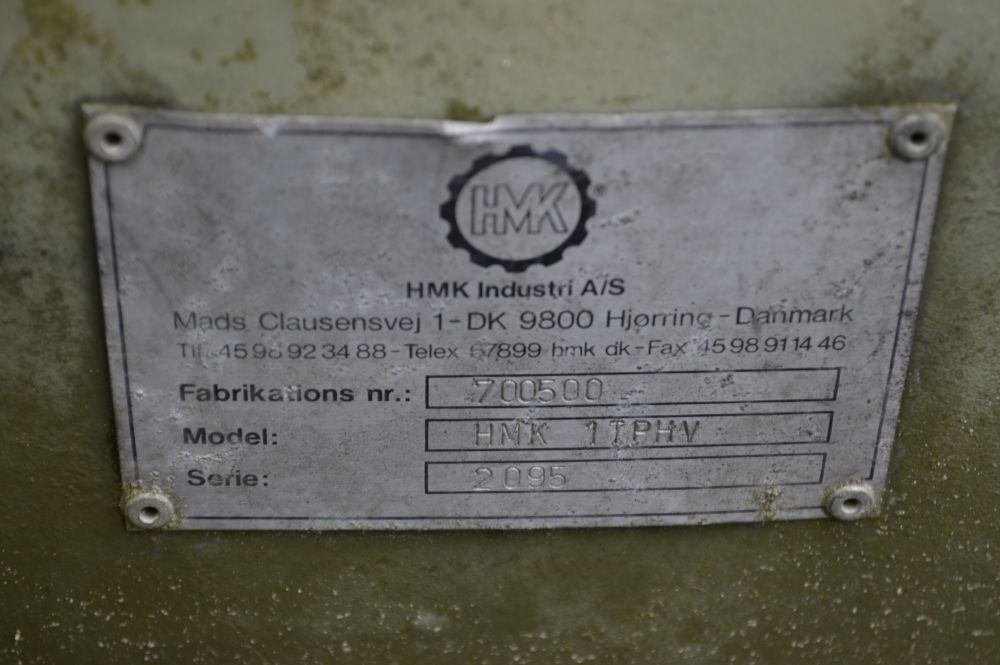 HMK
HMK Industri A/S
Mads Clausensvej 1-DK 9800 Hjørring-Danmark
Tlf. 45 98 92 34 88-Telex 67899 hmk dk-Fax 45 98 91 14 46
Fabrikations nr.: 700500
Model: HMK 1TPHV
Serie: 2095